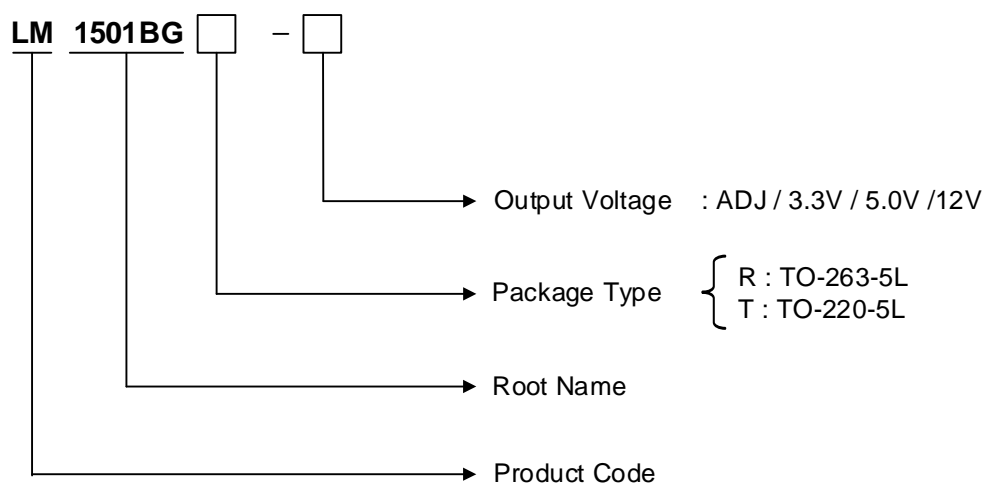 LM 1501BG –
Output Voltage : ADJ / 3.3V / 5.0V /12V
Package Type R : TO-263-5L
T : TO-220-5L
Root Name
Product Code